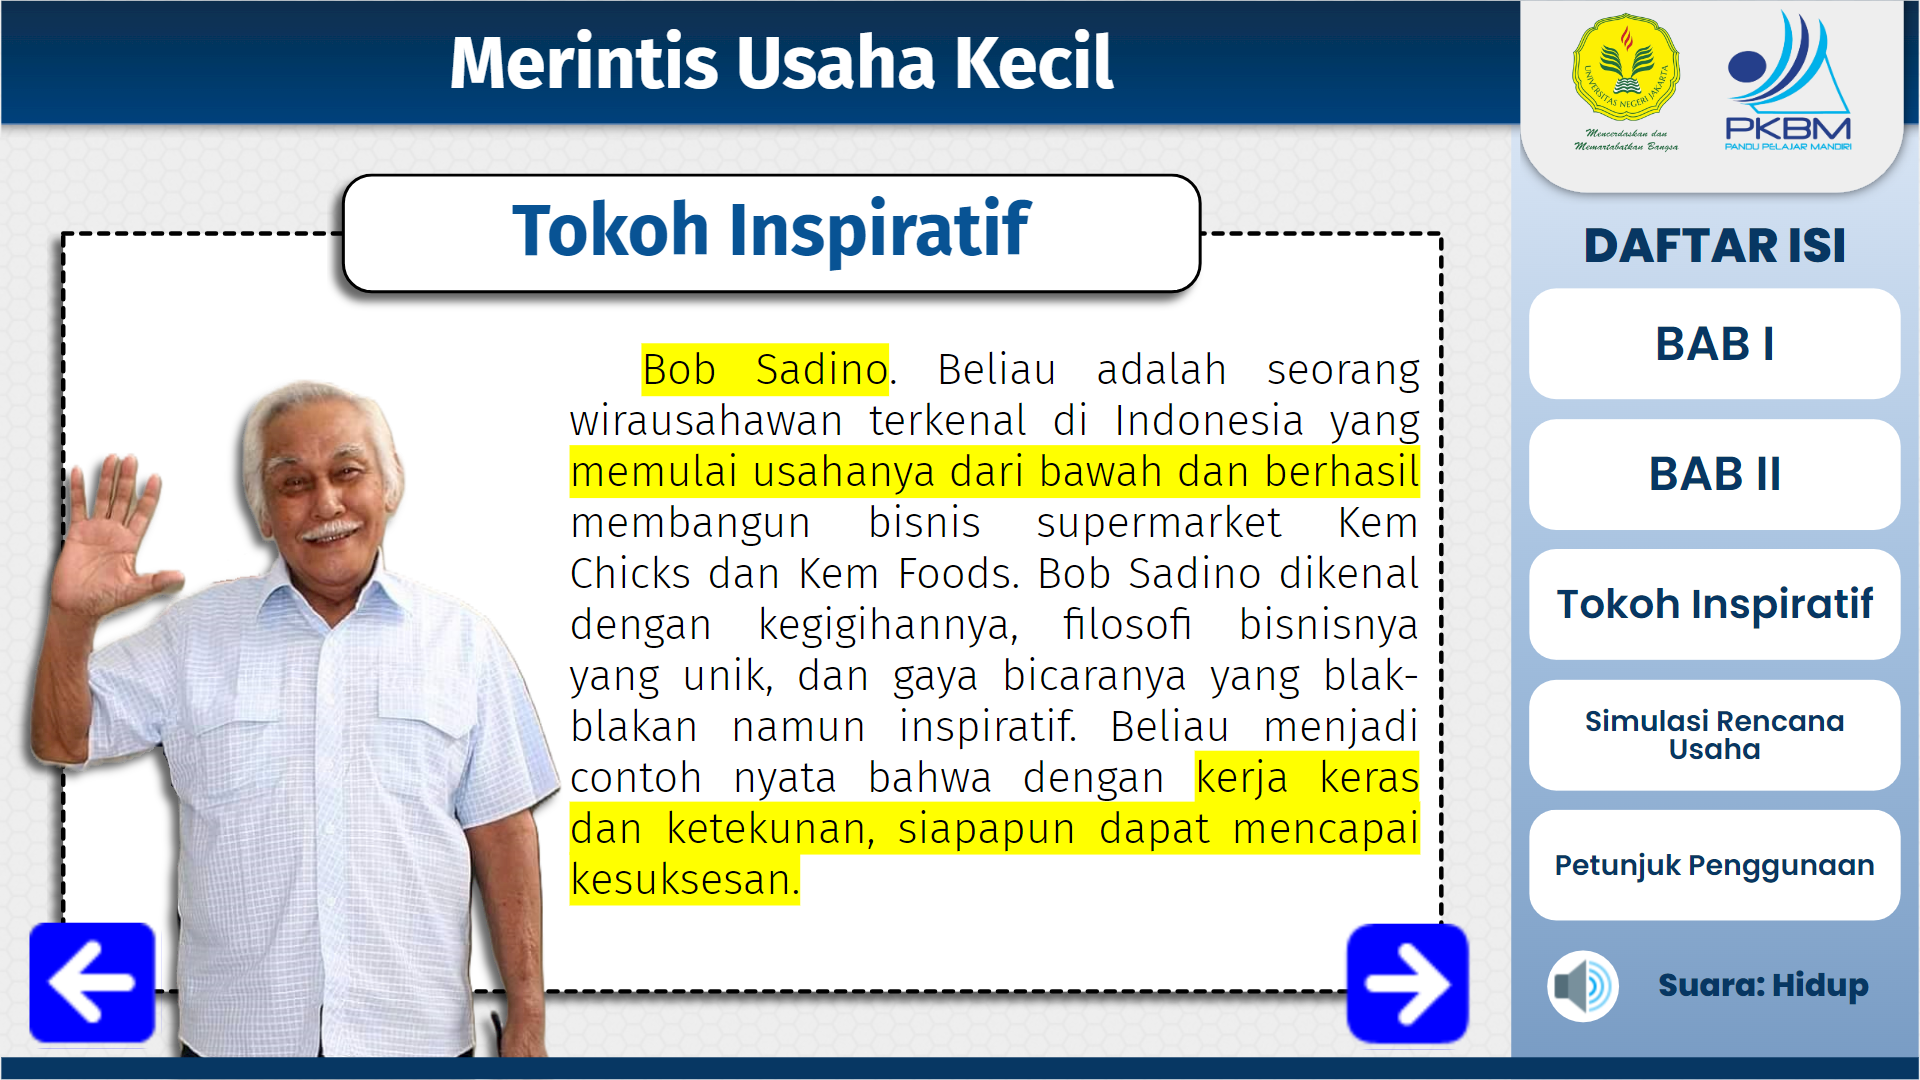 Merintis Usaha Kecil
UNIVERSITAS NEGERI JAKARTA
Mencerdaskan dan
Memartabatkan Bangsa
PKBM
PANDU PELAJAR MANDIRI
Tokoh Inspiratif
Bob Sadino. Beliau adalah seorang
wirausahawan terkenal di Indonesia yang
memulai usahanya dari bawah dan berhasil
membangun bisnis supermarket Kem
Chicks dan Kem Foods. Bob Sadino dikenal
dengan kegigihannya, filosofi bisnisnya
yang unik, dan gaya bicaranya yang blak-
blakan namun inspiratif. Beliau menjadi
contoh nyata bahwa dengan kerja keras
dan ketekunan, siapapun dapat mencapai
kesuksesan.
DAFTAR ISI
BAB I
BAB II
Tokoh Inspiratif
Simulasi Rencana
Usaha
Petunjuk Penggunaan
Suara: Hidup